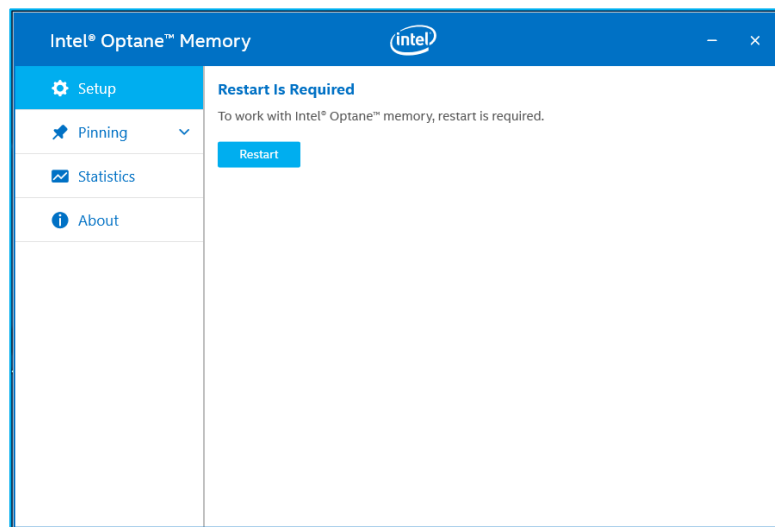 Intel® Optane™ Memory
intel
Setup
Pinning
Statistics
About
Restart Is Required
To work with Intel® Optane™ memory, restart is required.
Restart